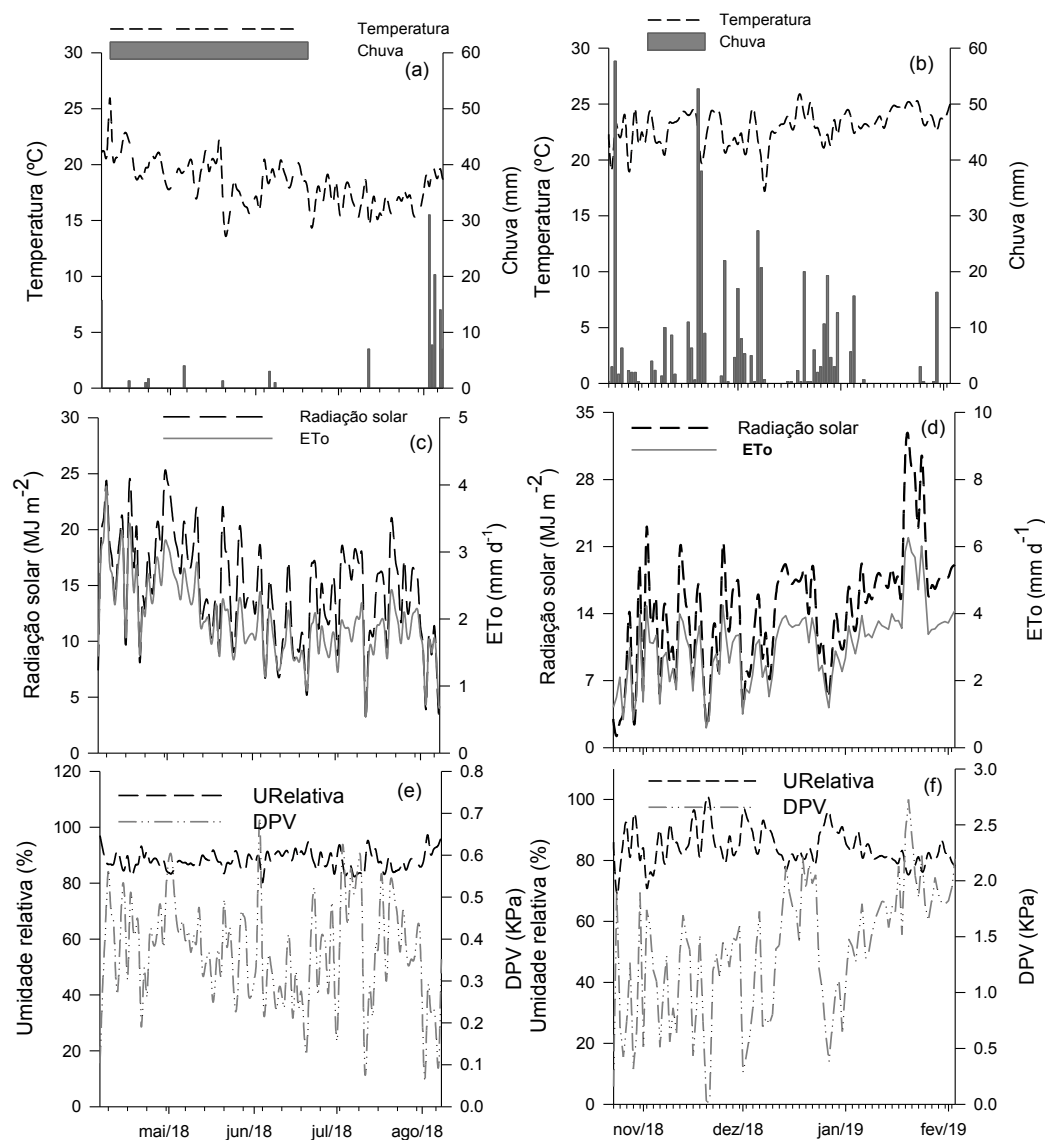 Temperatura
Chuva
(a)
30
25
20
15
10
5
0
Temperatura (ºC)
60
50
40
30
20
10
0
Chuva (mm)
Temperatura
Chuva
(b)
30
25
20
15
10
5
0
Temperatura (ºC)
60
50
40
30
20
10
0
Chuva (mm)
Radiação solar
ETo
(c)
30
25
20
15
10
5
0
Radiação solar (MJ m-2)
5
4
3
2
1
0
ETo (mm d-1)
Radiação solar
ETo
(d)
35
28
21
14
7
0
Radiação solar (MJ m-2)
10
8
6
4
2
0
ETo (mm d-1)
URelativa
DPV
(e)
120
100
80
60
40
20
0
Umidade relativa (%)
0.8
0.7
0.6
0.5
0.4
0.3
0.2
0.1
0.0
DPV (KPa)
mai/18 jun/18 jul/18 ago/18
URelativa
DPV
(f)
100
80
60
40
20
0
Umidade relativa (%)
3.0
2.5
2.0
1.5
1.0
0.5
0.0
DPV (KPa)
nov/18 dez/18 jan/19 fev/19